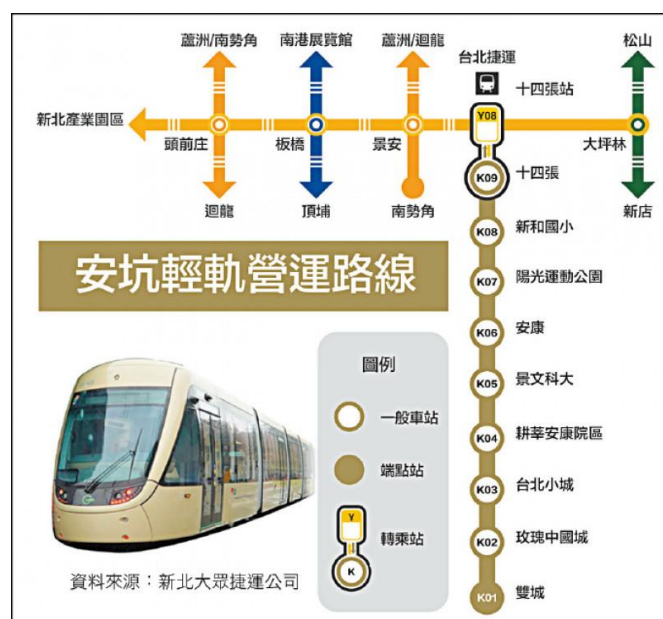 蘆洲/南勢角
南港展覽館
蘆洲/迴龍
台北捷運
松山
十四張站
新北產業園區
Y08
頭前庄
板橋
景安
大坪林
K09
十四張
迴龍
頂埔
南勢角
新店
K08
新和國小
安坑輕軌營運路線
K07
陽光運動公園
K06
安康
圖例
K05
景文科大
一般車站
K04
耕莘安康院區
端點站
K03
台北小城
Y
轉乘站
K
K02
玫瑰中國城
資料來源：新北大眾捷運公司
K01
雙城